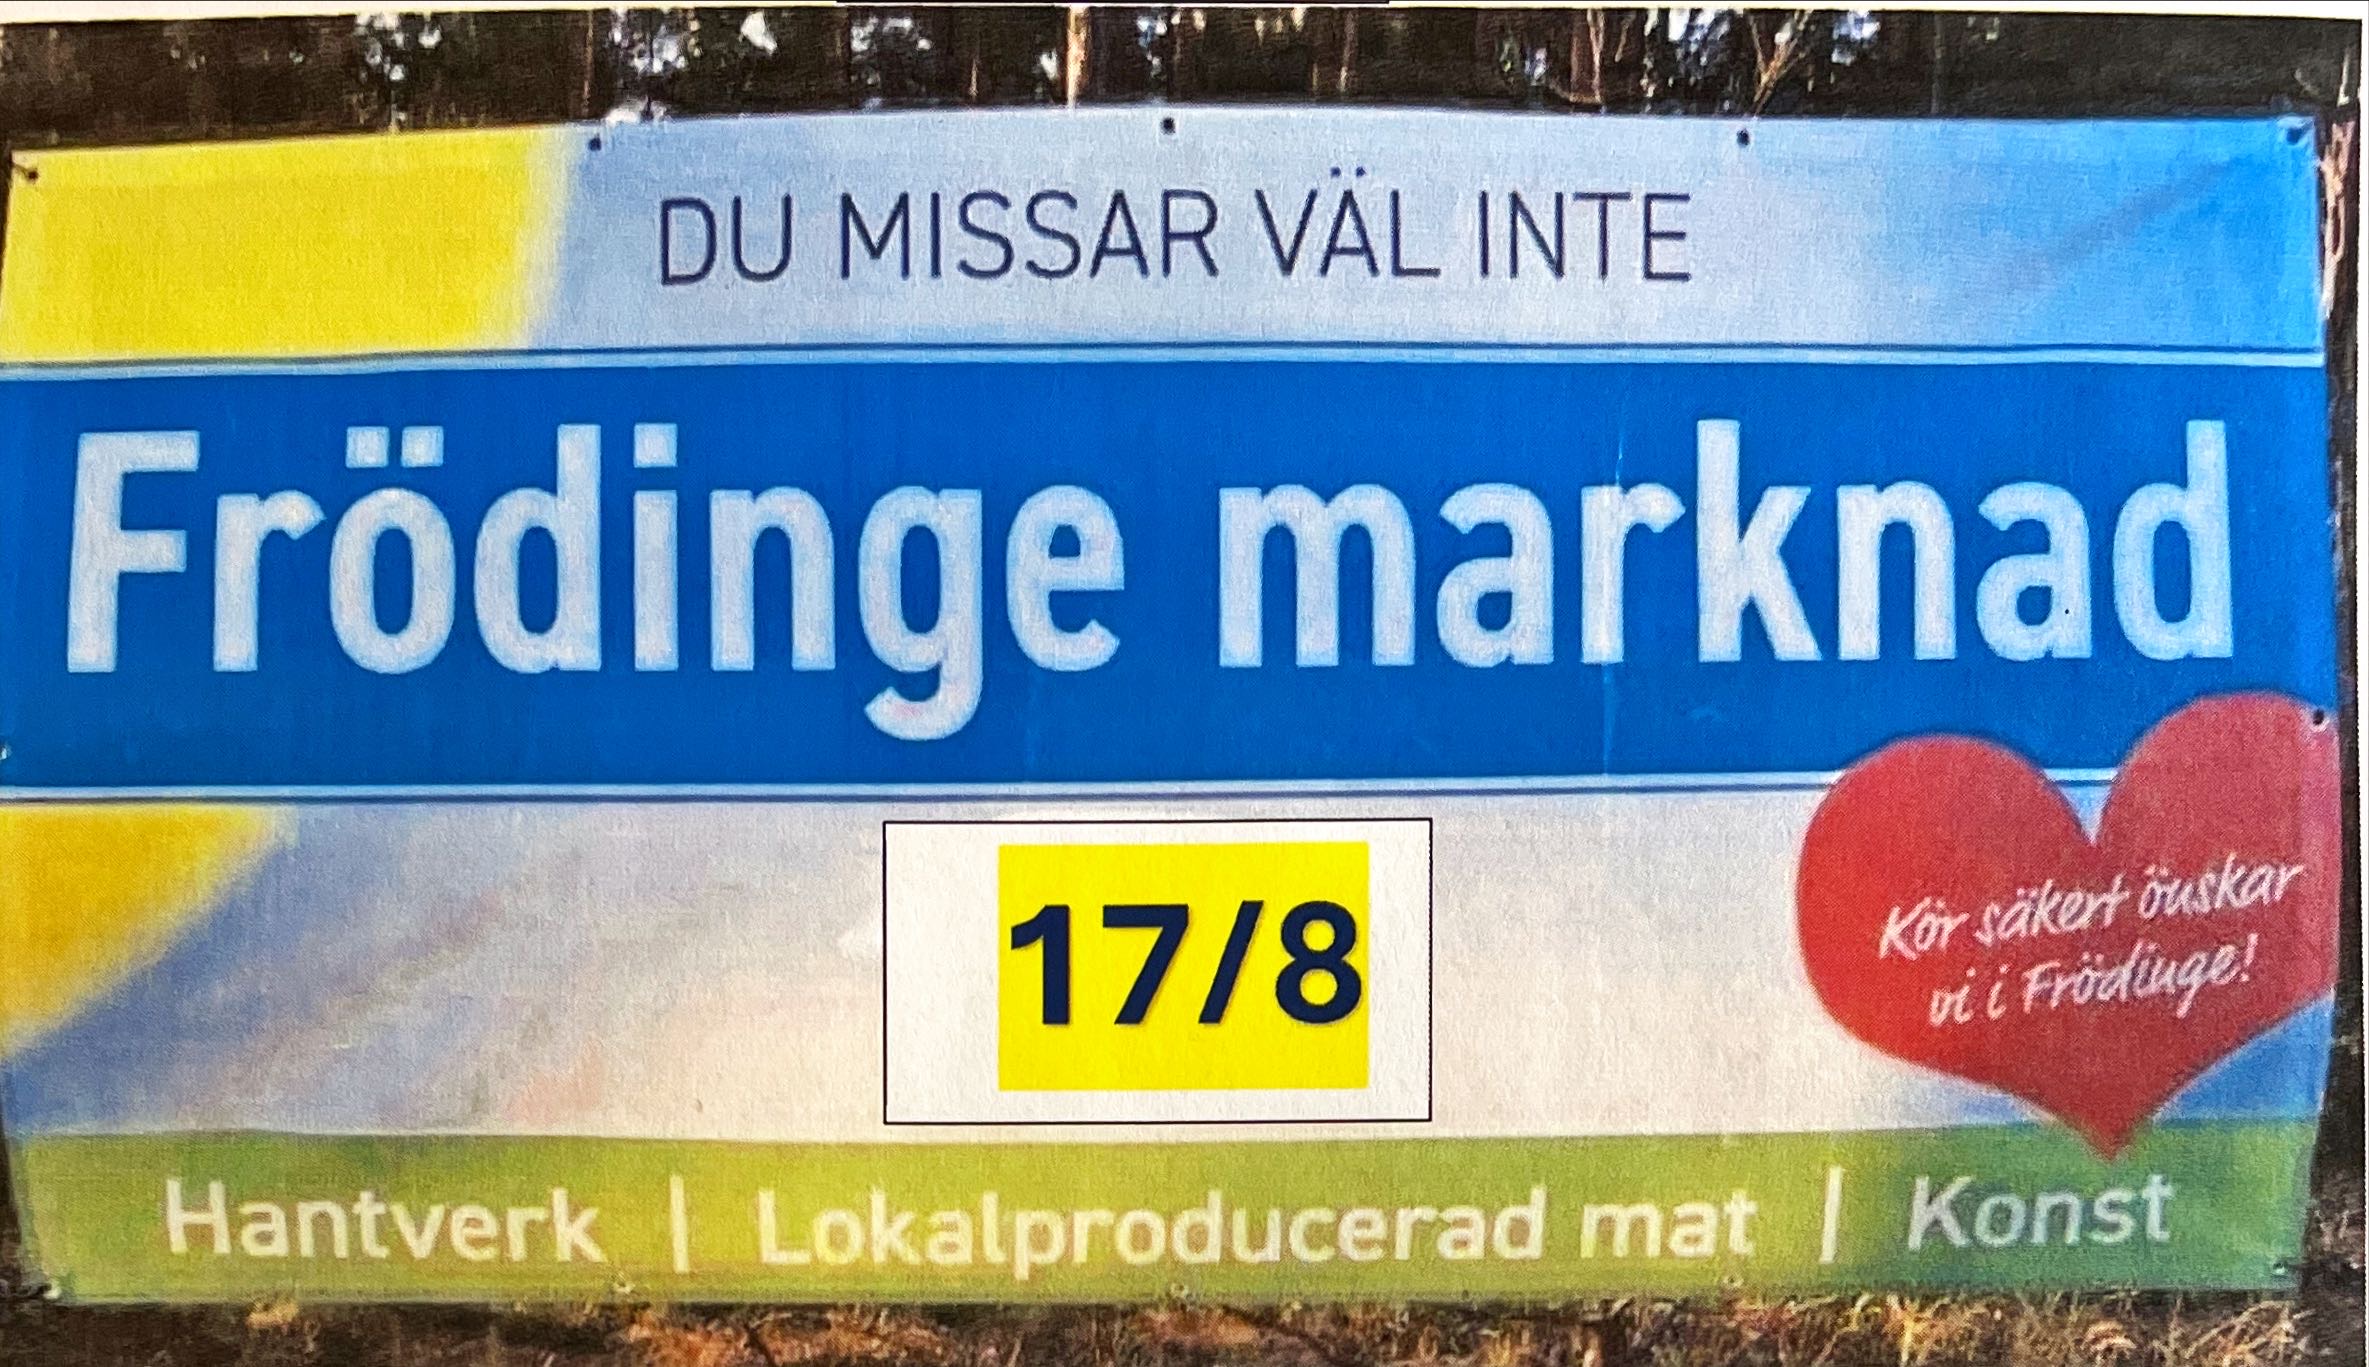 DU MISSAR VÄL INTE
Frödinge marknad
17/8
Kör säkert önskar
vi i Frödinge!
Hantverk | Lokalproducerad mat | Konst